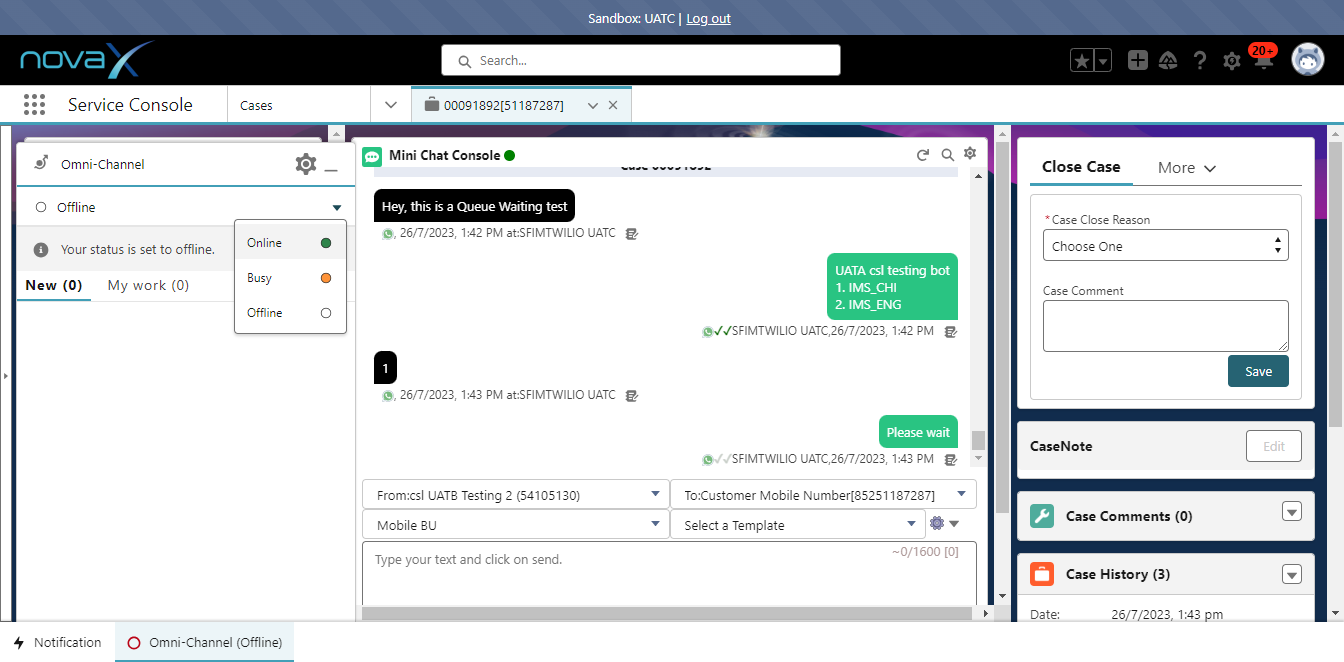 Sandbox: UATC | Log out
novaX
Search...
20+
Service Console
Cases
00091892[51187287]
Omni-Channel
Offline
Your status is set to offline.
Online
Busy
Offline
New (0)
My work (0)
Mini Chat Console
Case 00091892
Hey, this is a Queue Waiting test
, 26/7/2023, 1:42 PM at:SFIMTWILIO UATC
UATA csl testing bot
1. IMS_CHI
2. IMS_ENG
SFIMTWILIO UATC,26/7/2023, 1:42 PM
1
, 26/7/2023, 1:43 PM at:SFIMTWILIO UATC
Please wait
SFIMTWILIO UATC,26/7/2023, 1:43 PM
From:csl UATB Testing 2 (54105130)
To:Customer Mobile Number[85251187287]
Mobile BU
Select a Template
Type your text and click on send.
~0/1600 [0]
Close Case
More
*Case Close Reason
Choose One
Case Comment
Save
CaseNote
Edit
Case Comments (0)
Case History (3)
Date:
26/7/2023, 1:43 pm
Notification
Omni-Channel (Offline)